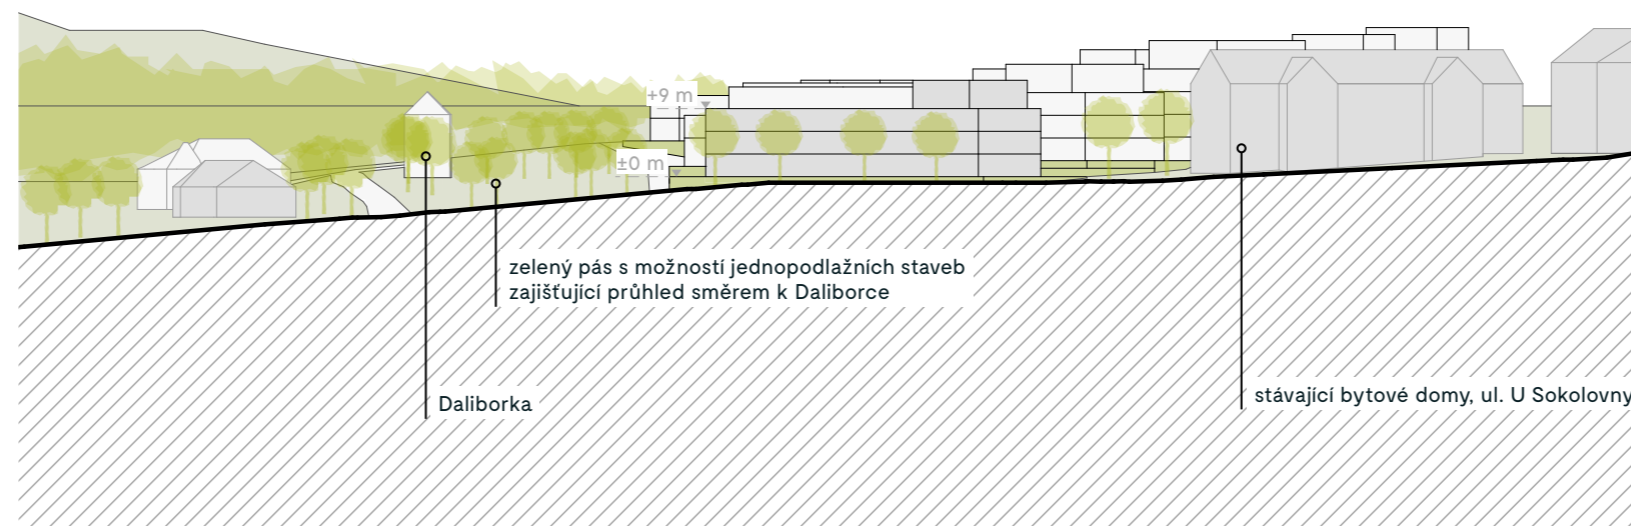 +9 m
±0 m
zelený pás s možností jednopodlažních staveb
zajišťující průhled směrem k Daliborce
Daliborka
stávající bytové domy, ul. U Sokolovny